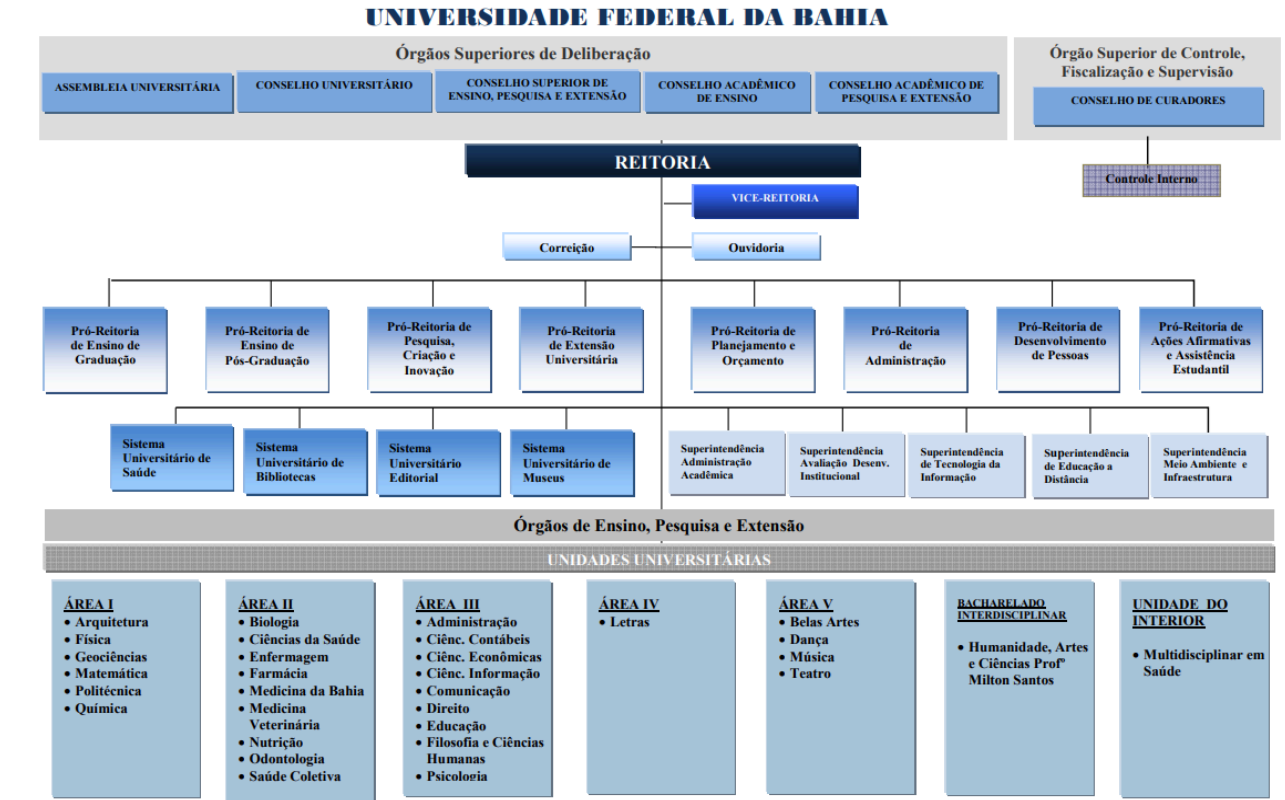 UNIVERSIDADE FEDERAL DA BAHIA
Órgãos Superiores de Deliberação
ASSEMBLEIA UNIVERSITÁRIA
CONSELHO UNIVERSITÁRIO
CONSELHO SUPERIOR DE
ENSINO, PESQUISA E EXTENSÃO
CONSELHO ACADÊMICO
DE ENSINO
CONSELHO ACADÊMICO DE
PESQUISA E EXTENSÃO
Órgão Superior de Controle,
Fiscalização e Supervisão
CONSELHO DE CURADORES
Controle Interno
REITORIA
VICE-REITORIA
Correição
Ouvidoria
Pró-Reitoria
de Ensino de
Graduação
Pró-Reitoria de
Ensino de
Pós-Graduação
Pró-Reitoria de
Pesquisa,
Criação e
Inovação
Pró-Reitoria
de Extensão
Universitária
Pró-Reitoria de
Planejamento e
Orçamento
Pró-Reitoria
de
Administração
Pró-Reitoria de
Desenvolvimento
de Pessoas
Pró-Reitoria de
Ações Afirmativas
e Assistência
Estudantil
Sistema
Universitário de
Saúde
Sistema
Universitário de
Bibliotecas
Sistema
Universitário
Editorial
Sistema
Universitário de
Museus
Superintendência
Administração
Acadêmica
Superintendência
Avaliação Desenv.
Institucional
Superintendência
de Tecnologia da
Informação
Superintendência
de Educação a
Distância
Superintendência
Meio Ambiente e
Infraestrutura
Órgãos de Ensino, Pesquisa e Extensão
UNIDADES UNIVERSITÁRIAS
ÁREA I
• Arquitetura
• Física
• Geociências
• Matemática
• Politécnica
• Química
ÁREA II
• Biologia
• Ciências da Saúde
• Enfermagem
• Farmácia
• Medicina da Bahia
• Medicina
Veterinária
• Nutrição
• Odontologia
• Saúde Coletiva
ÁREA III
• Administração
• Ciênc. Contábeis
• Ciênc. Econômicas
• Ciênc. Informação
• Comunicação
• Direito
• Educação
• Filosofia e Ciências
Humanas
• Psicologia
ÁREA IV
• Letras
ÁREA V
• Belas Artes
• Dança
• Música
• Teatro
BACHARELADO
INTERDISCIPLINAR
• Humanidade, Artes
e Ciências Profº
Milton Santos
UNIDADE DO
INTERIOR
• Multidisciplinar em
Saúde